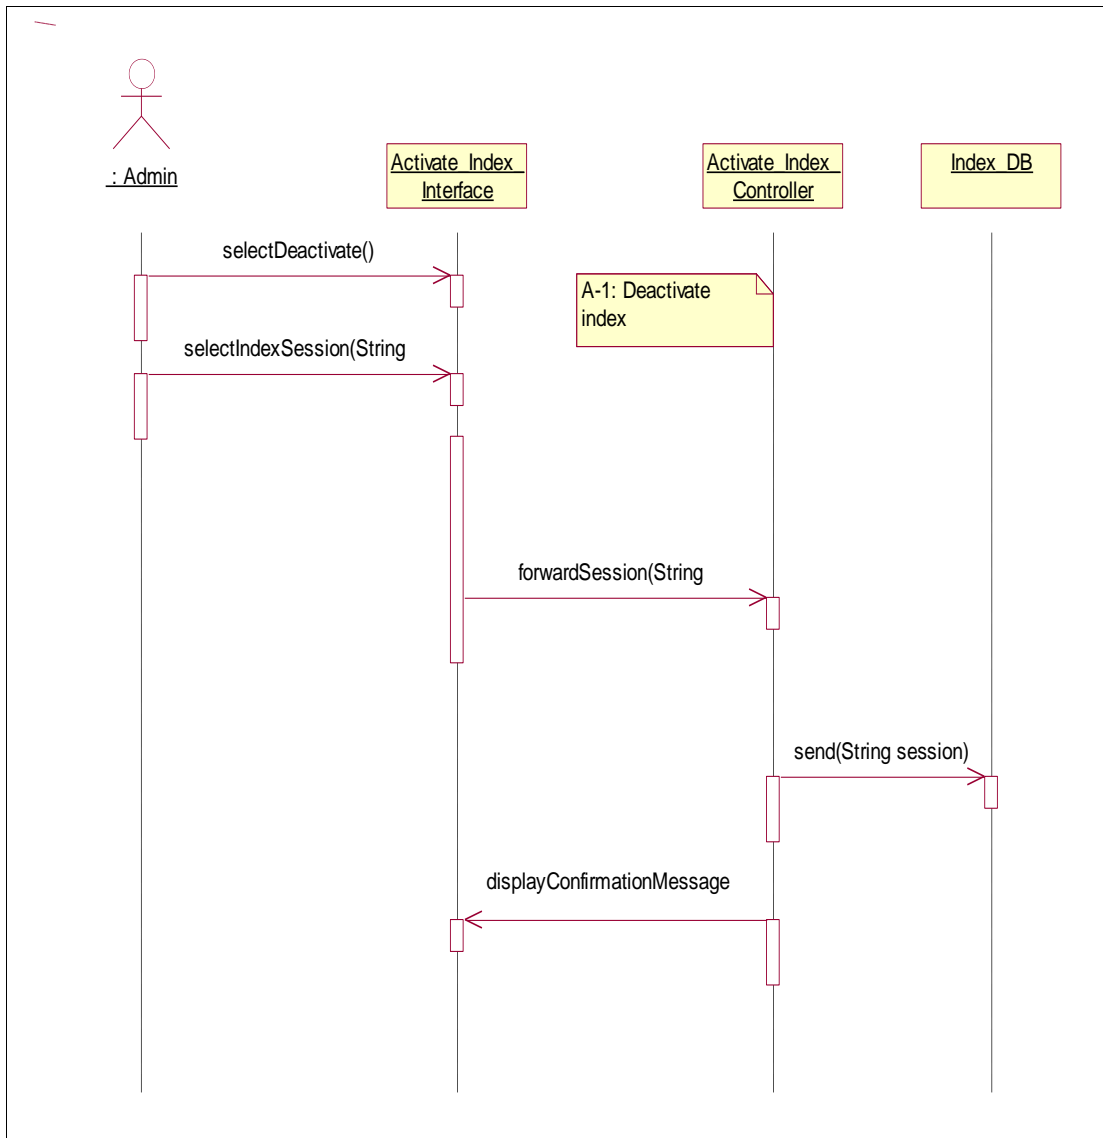 : Admin
Activate_Index_
Interface
Activate_Index_
Controller
Index_DB
selectDeactivate()
A-1: Deactivate
index
selectIndexSession(String
forwardSession(String
send(String session)
displayConfirmationMessage